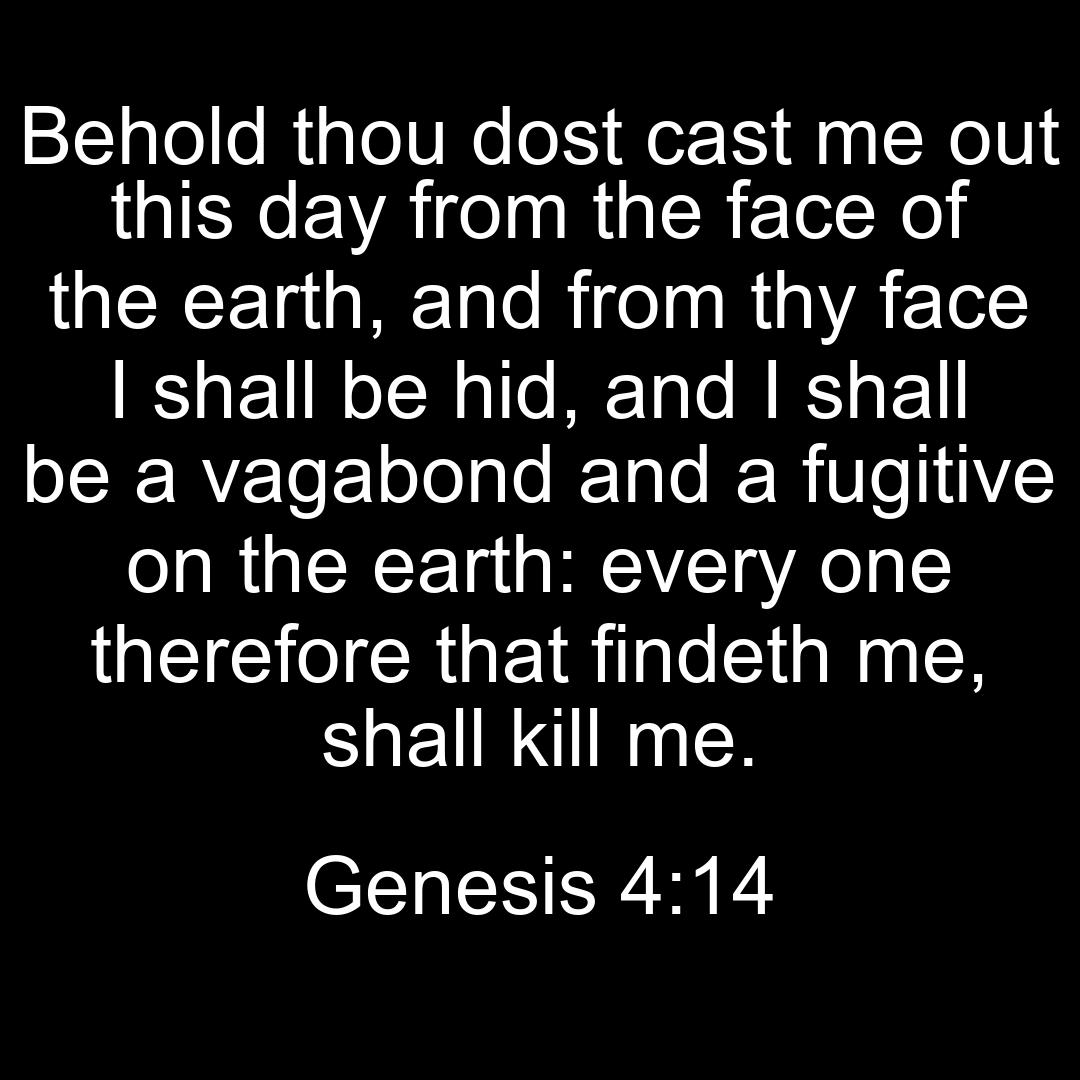 Behold thou dost cast me out
this day from the face of
the earth, and from thy face
I shall be hid, and I shall
be a vagabond and a fugitive
on the earth: every one
therefore that findeth me,
shall kill me.
Genesis 4:14